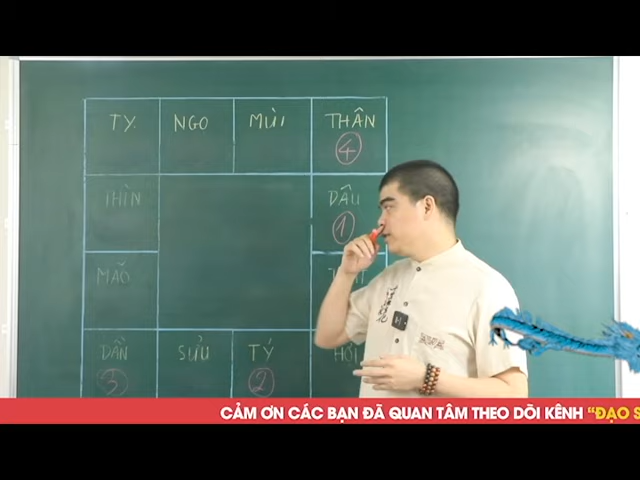 TỴ
NGO
MÙI
THÂN
4
THÌN
DẬU
1
MÃO
DẦN
SỬU
TÝ
HỢI
3
2
CẢM ƠN CÁC BẠN ĐÃ QUAN TÂM THEO DÕI KÊNH “ĐẠO S